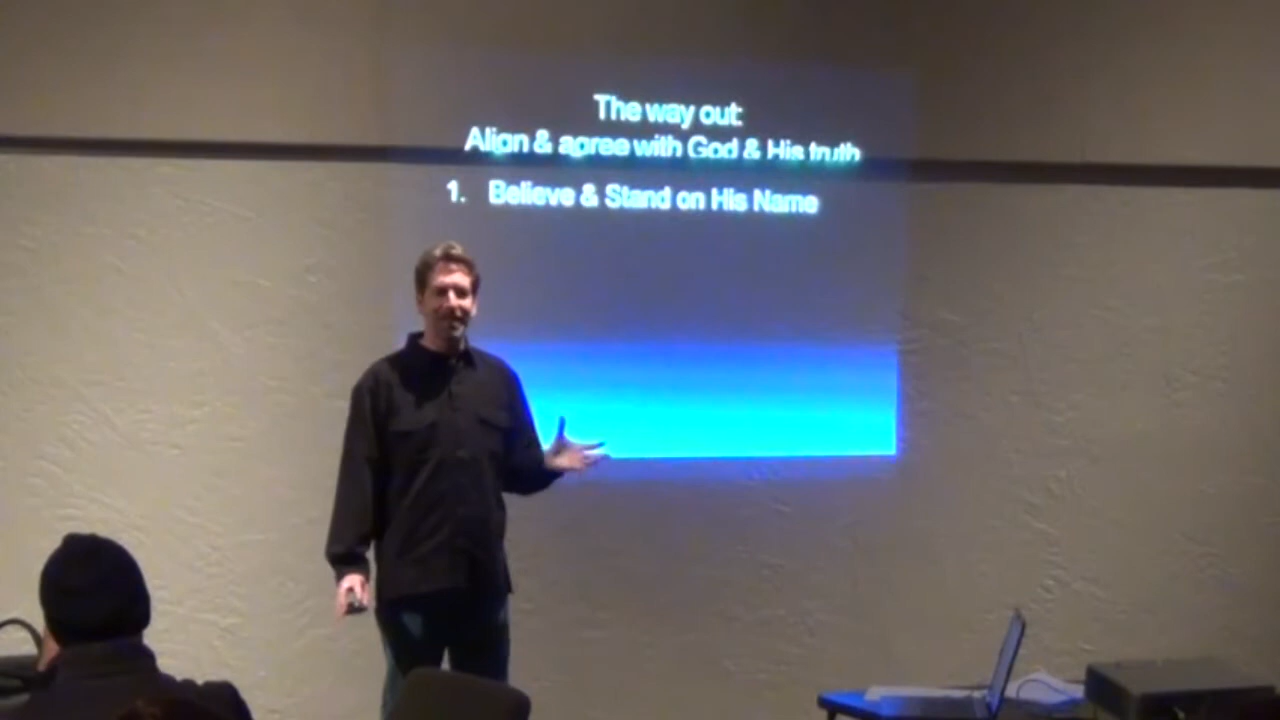 The way out:
Align & agree with God & His truth
1. Believe & Stand on His Name